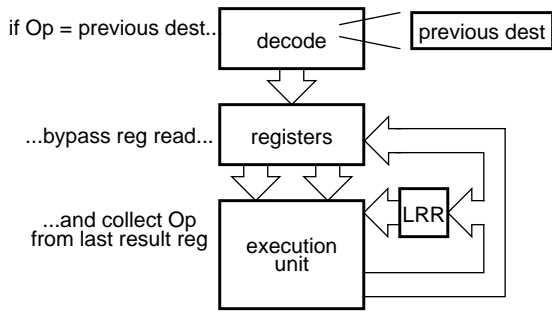 if Op = previous dest..
decode
previous dest
...bypass reg read...
registers
...and collect Op
from last result reg
LRR
execution
unit